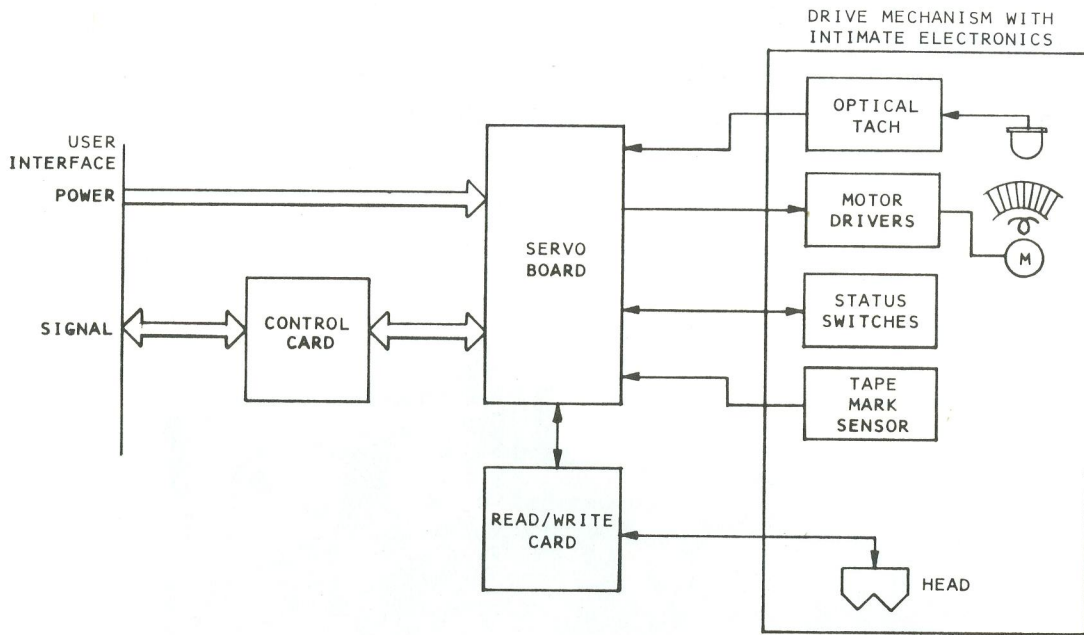 DRIVE MECHANISM WITH
INTIMATE ELECTRONICS
OPTICAL
TACH
USER
INTERFACE
POWER
MOTOR
DRIVERS
M
SERVO
BOARD
SIGNAL
CONTROL
CARD
STATUS
SWITCHES
TAPE
MARK
SENSOR
READ/WRITE
CARD
HEAD